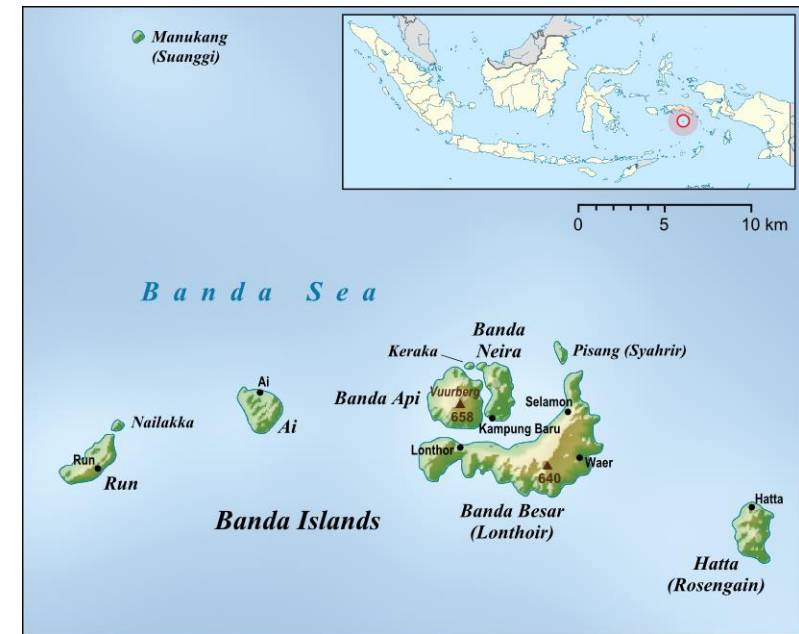 Manukang
(Suanggi)
0 5 10 km
Banda Sea
Banda
Neira
Keraka
Pisang (Syahrir)
Ai
Banda Api
Vuurberg
658
Selamon
Nailakka
Ai
Kampung Baru
Run
Run
Lonthor
Waer
640
Banda Islands
Banda Besar
(Lonthoir)
Hatta
Hatta
(Rosengain)